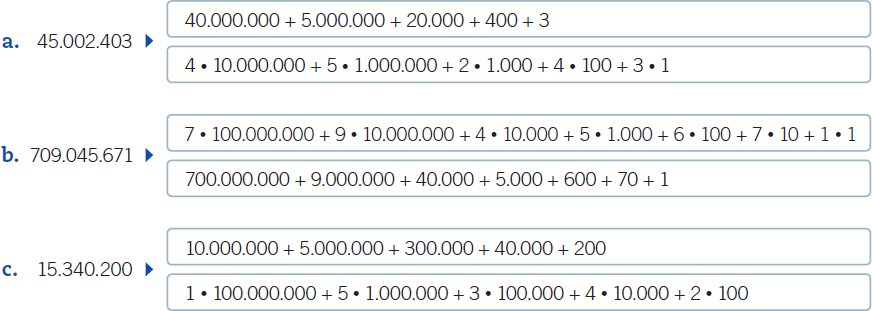 40.000.000 + 5.000.000 + 20.000 + 400 + 3
a. 45.002.403 ▶
4 • 10.000.000 + 5 • 1.000.000 + 2 • 1.000 + 4 • 100 + 3 • 1
7 • 100.000.000 + 9 • 10.000.000 + 4 • 10.000 + 5 • 1.000 + 6 • 100 + 7 • 10 + 1 • 1
b. 709.045.671 ▶
700.000.000 + 9.000.000 + 40.000 + 5.000 + 600 + 70 + 1
10.000.000 + 5.000.000 + 300.000 + 40.000 + 200
c. 15.340.200 ▶
1 • 100.000.000 + 5 • 1.000.000 + 3 • 100.000 + 4 • 10.000 + 2 • 100